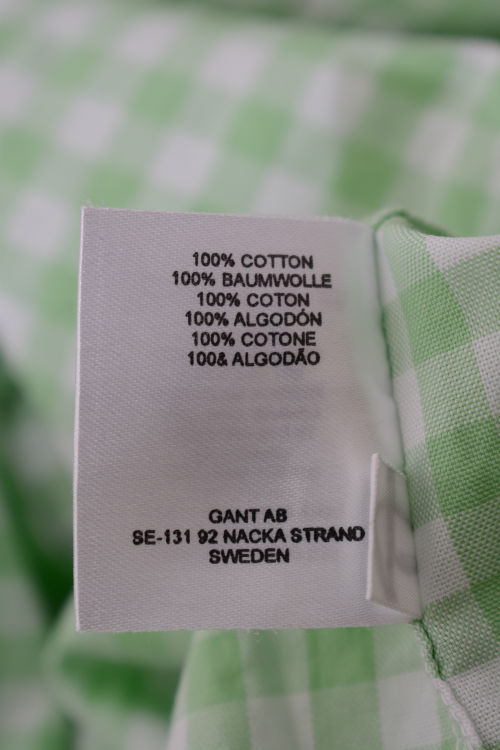 100% COTTON
100% BAUMWOLLE
100% COTON
100% ALGODÓN
100% COTONE
100& ALGODÃO
GANT AB
SE-131 92 NACKA STRAND
SWEDEN